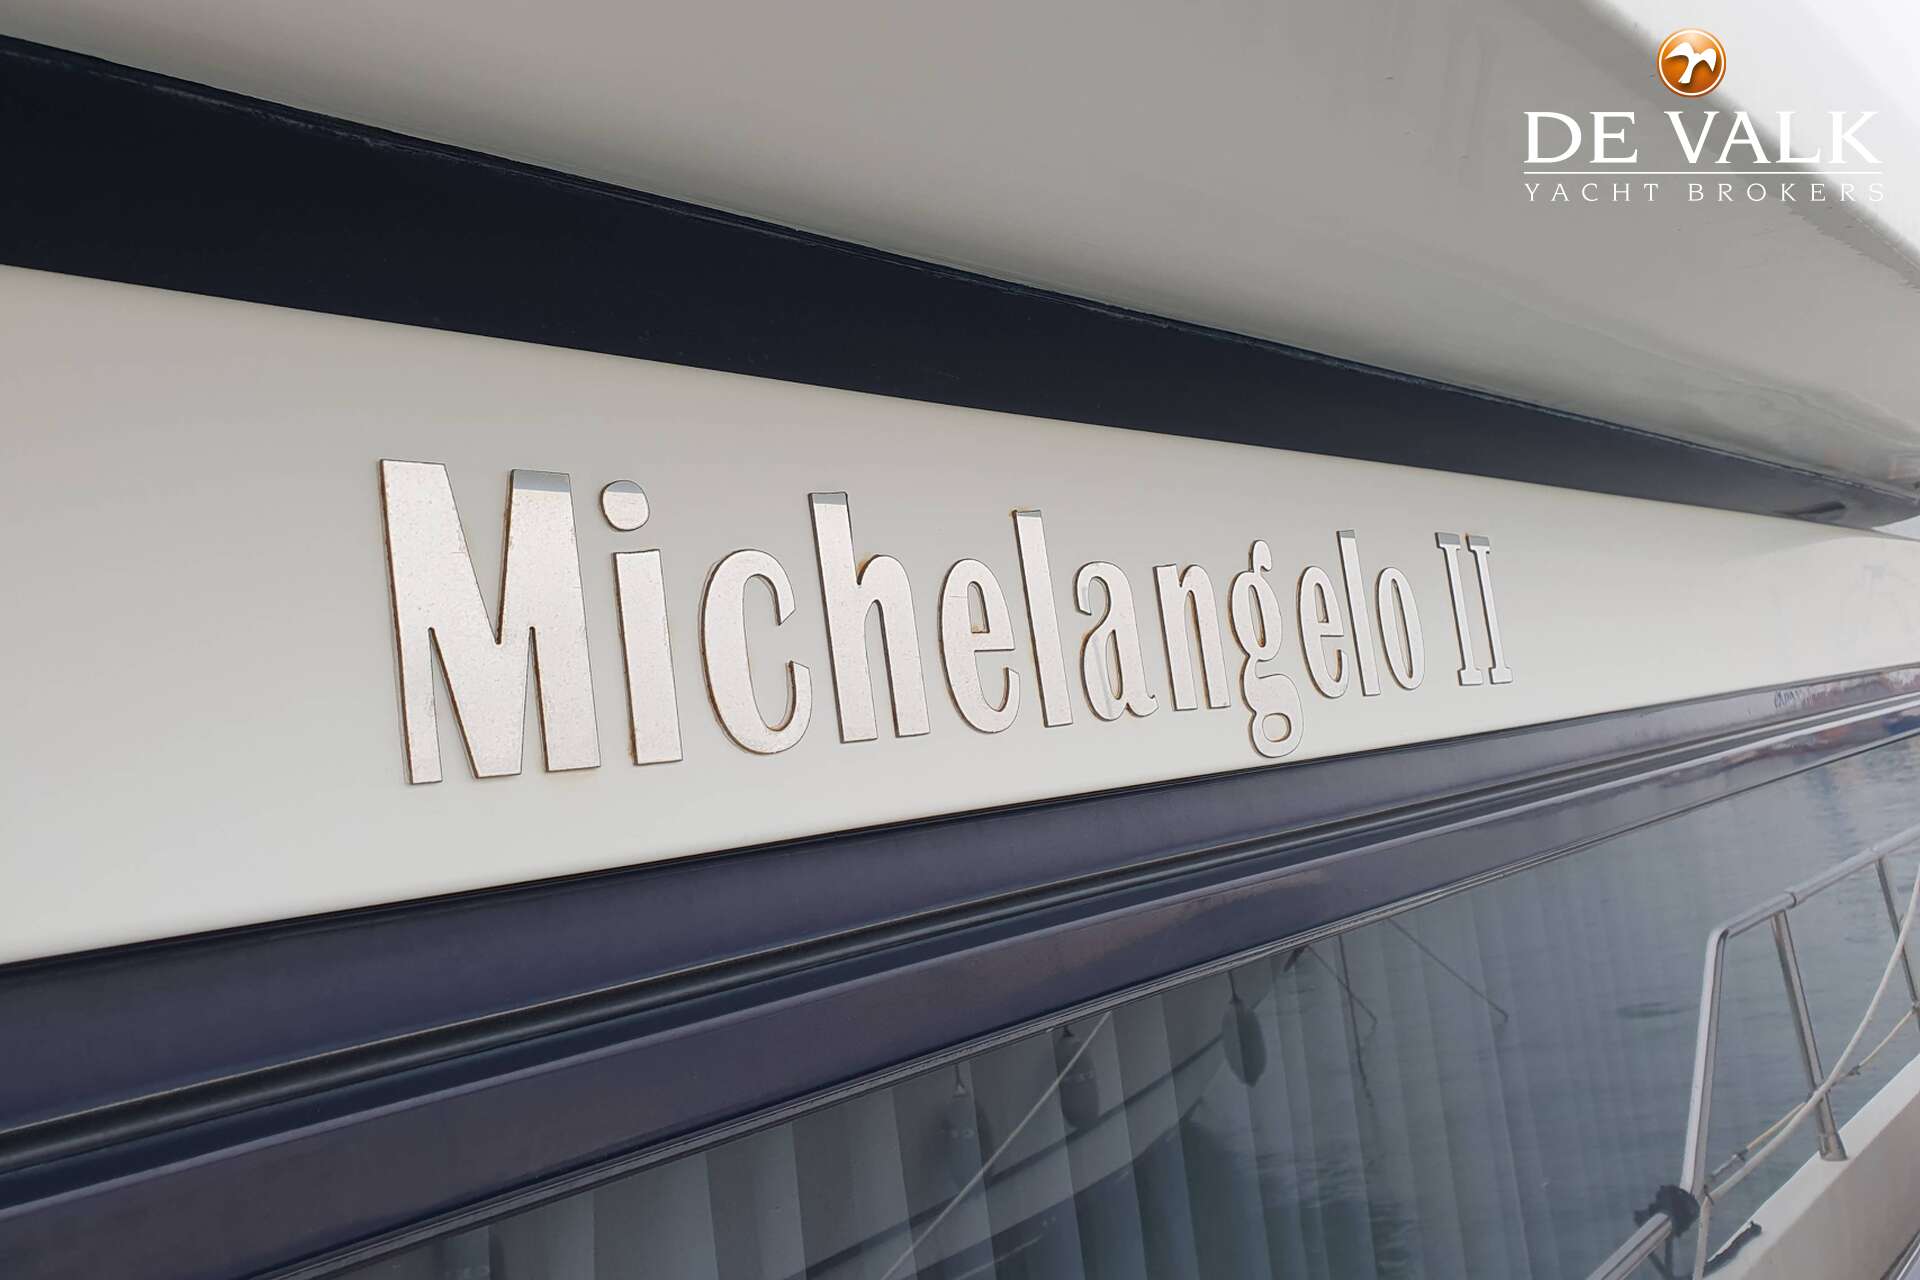 DE VALK
YACHT BROKERS
Michelangelo II